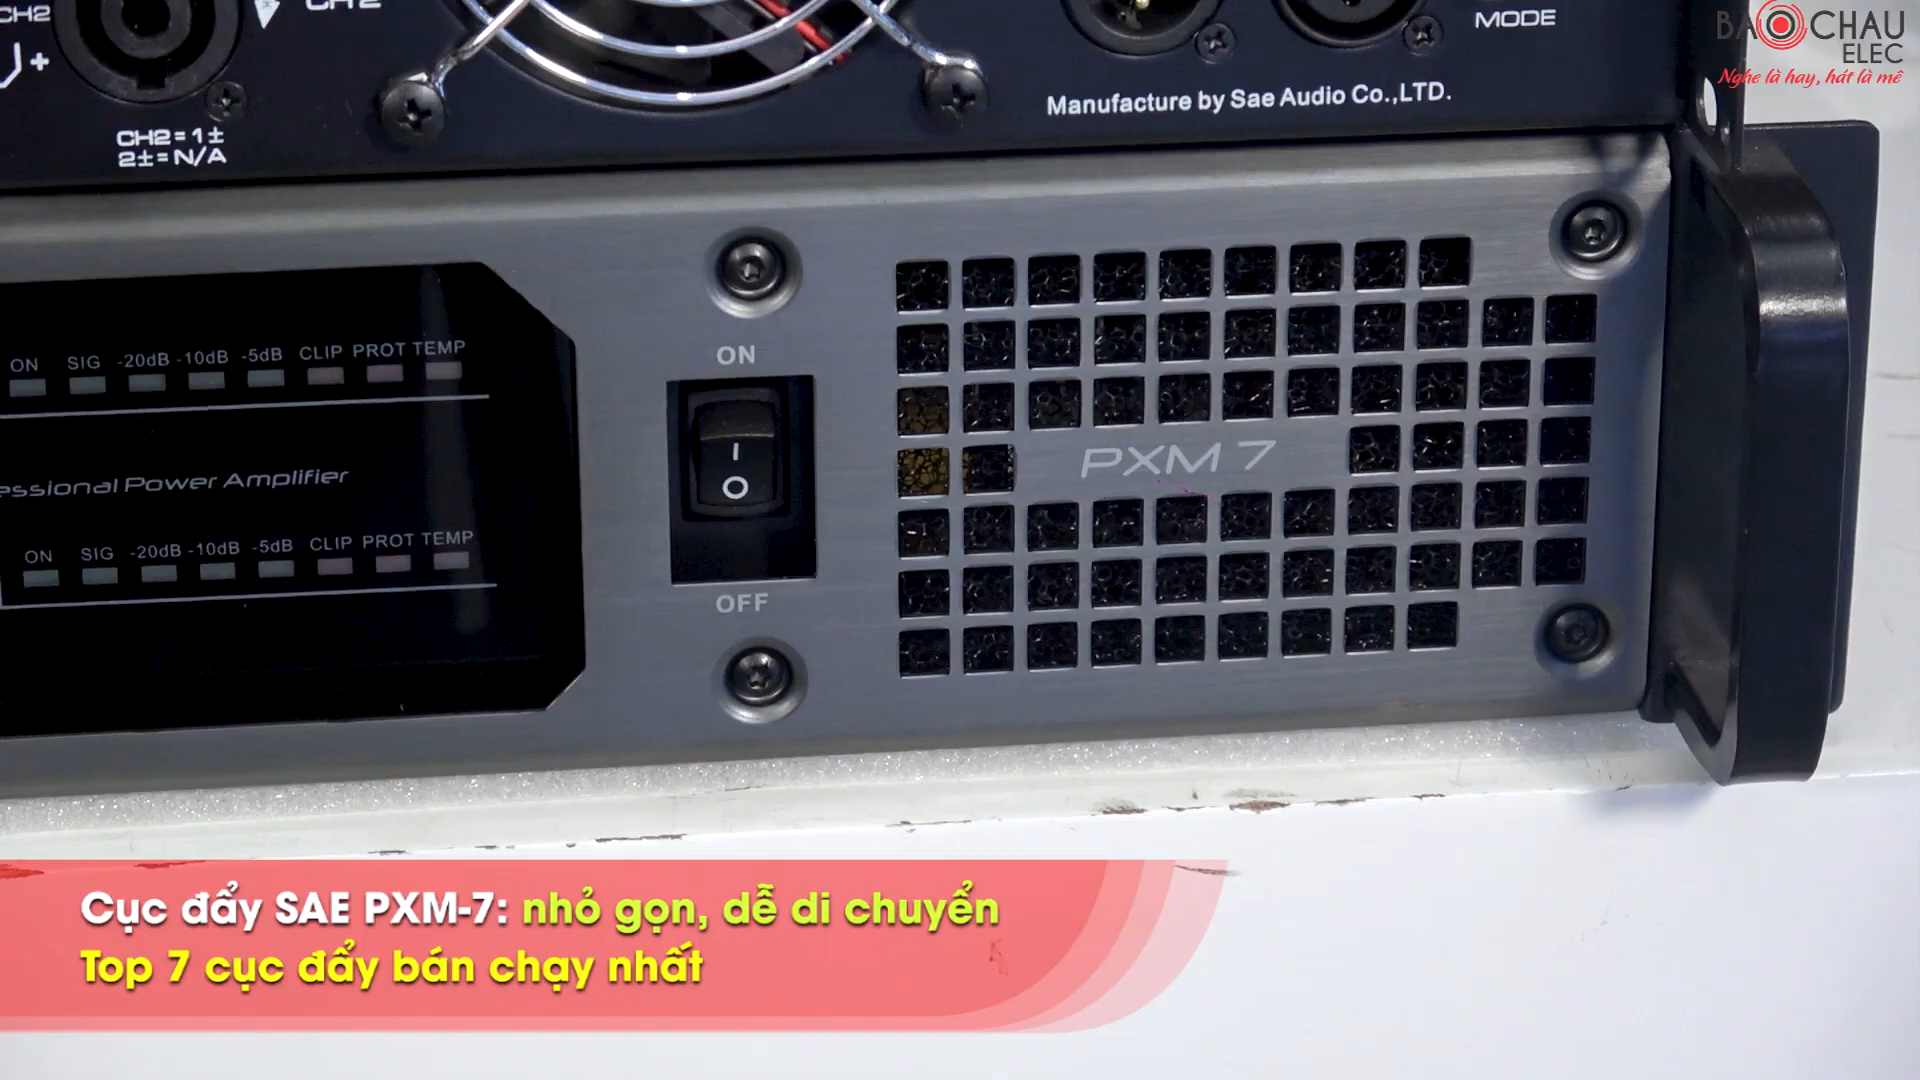 CH2
CH2
MODE
BAO CHAU
ELEC
Nghe là hay, hát là mê
+
Manufacture by Sae Audio Co.,LTD.
CH2=1±
2±=N/A
ON SIG -20dB -10dB -5dB CLIP PROT TEMP
ON
I
O
OFF
PXM 7
Power Amplifier
ON SIG -20dB -10dB -5dB CLIP PROT TEMP
Cục đẩy SAE PXM-7: nhỏ gọn, dễ di chuyển
Top 7 cục đẩy bán chạy nhất